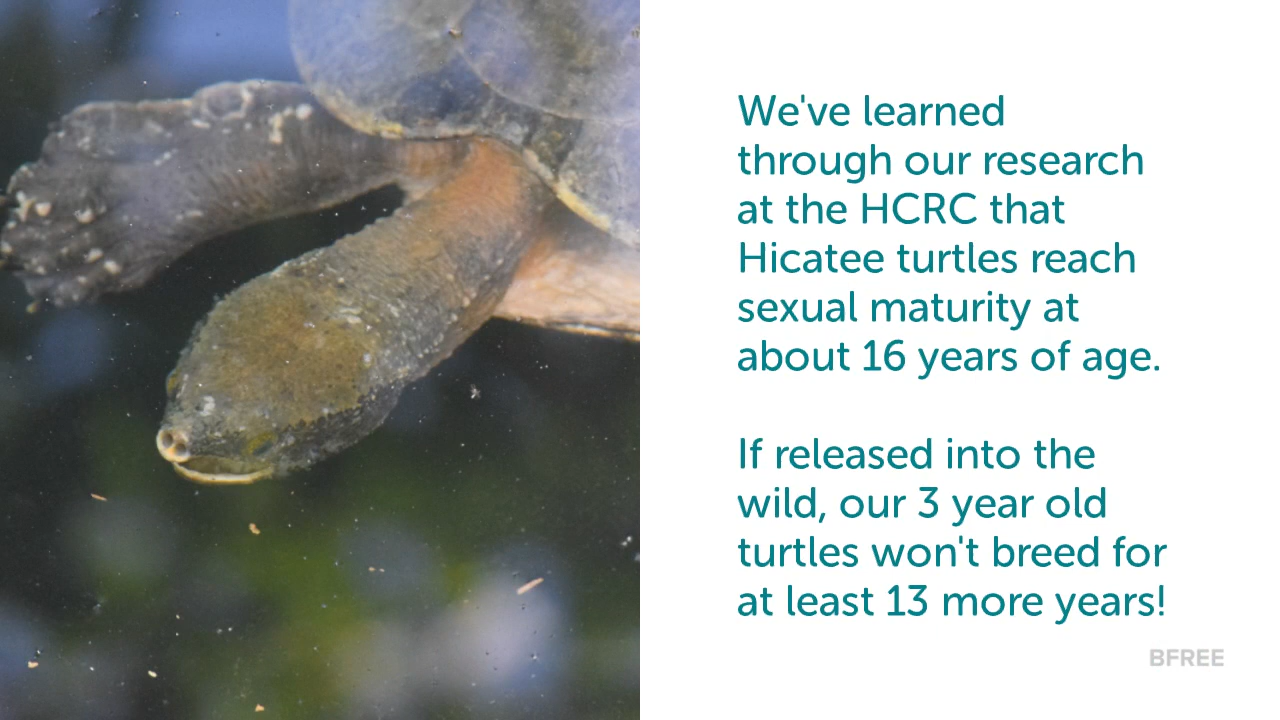 We've learned
through our research
at the HCRC that
Hicatee turtles reach
sexual maturity at
about 16 years of age.
If released into the
wild, our 3 year old
turtles won't breed for
at least 13 more years!
BFREE